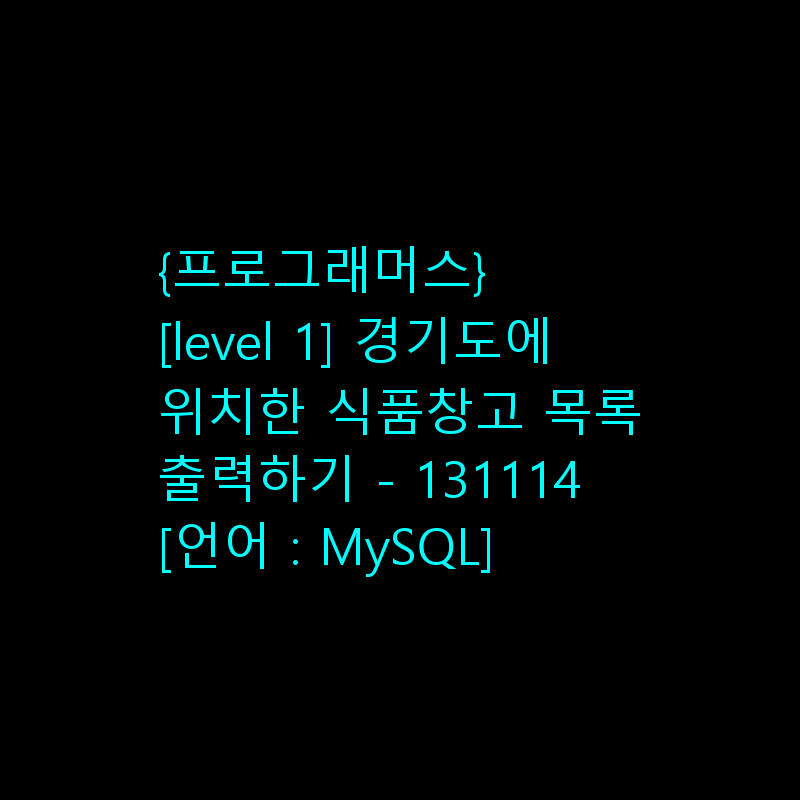 {프로그래머스}
[level 1] 경기도에
위치한 식품창고 목록
출력하기 - 131114
[언어 : MySQL]